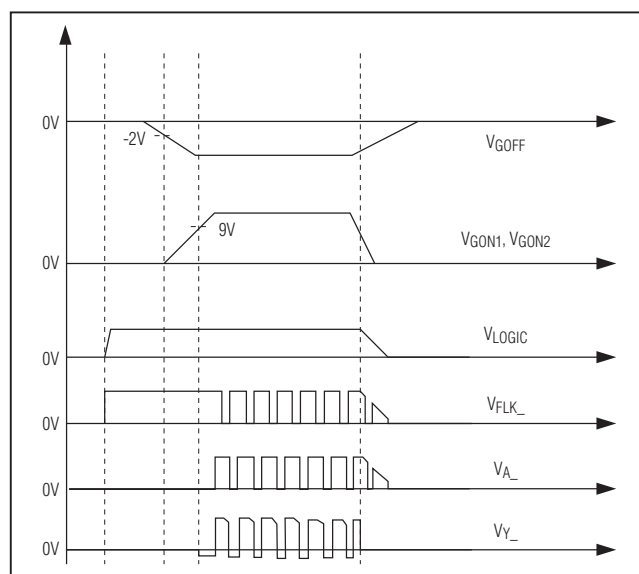 0V
-2V
VGOFF
9V
VGON1, VGON2
0V
VLOGIC
0V
VFLK_
0V
VA_
0V
VY_
0V